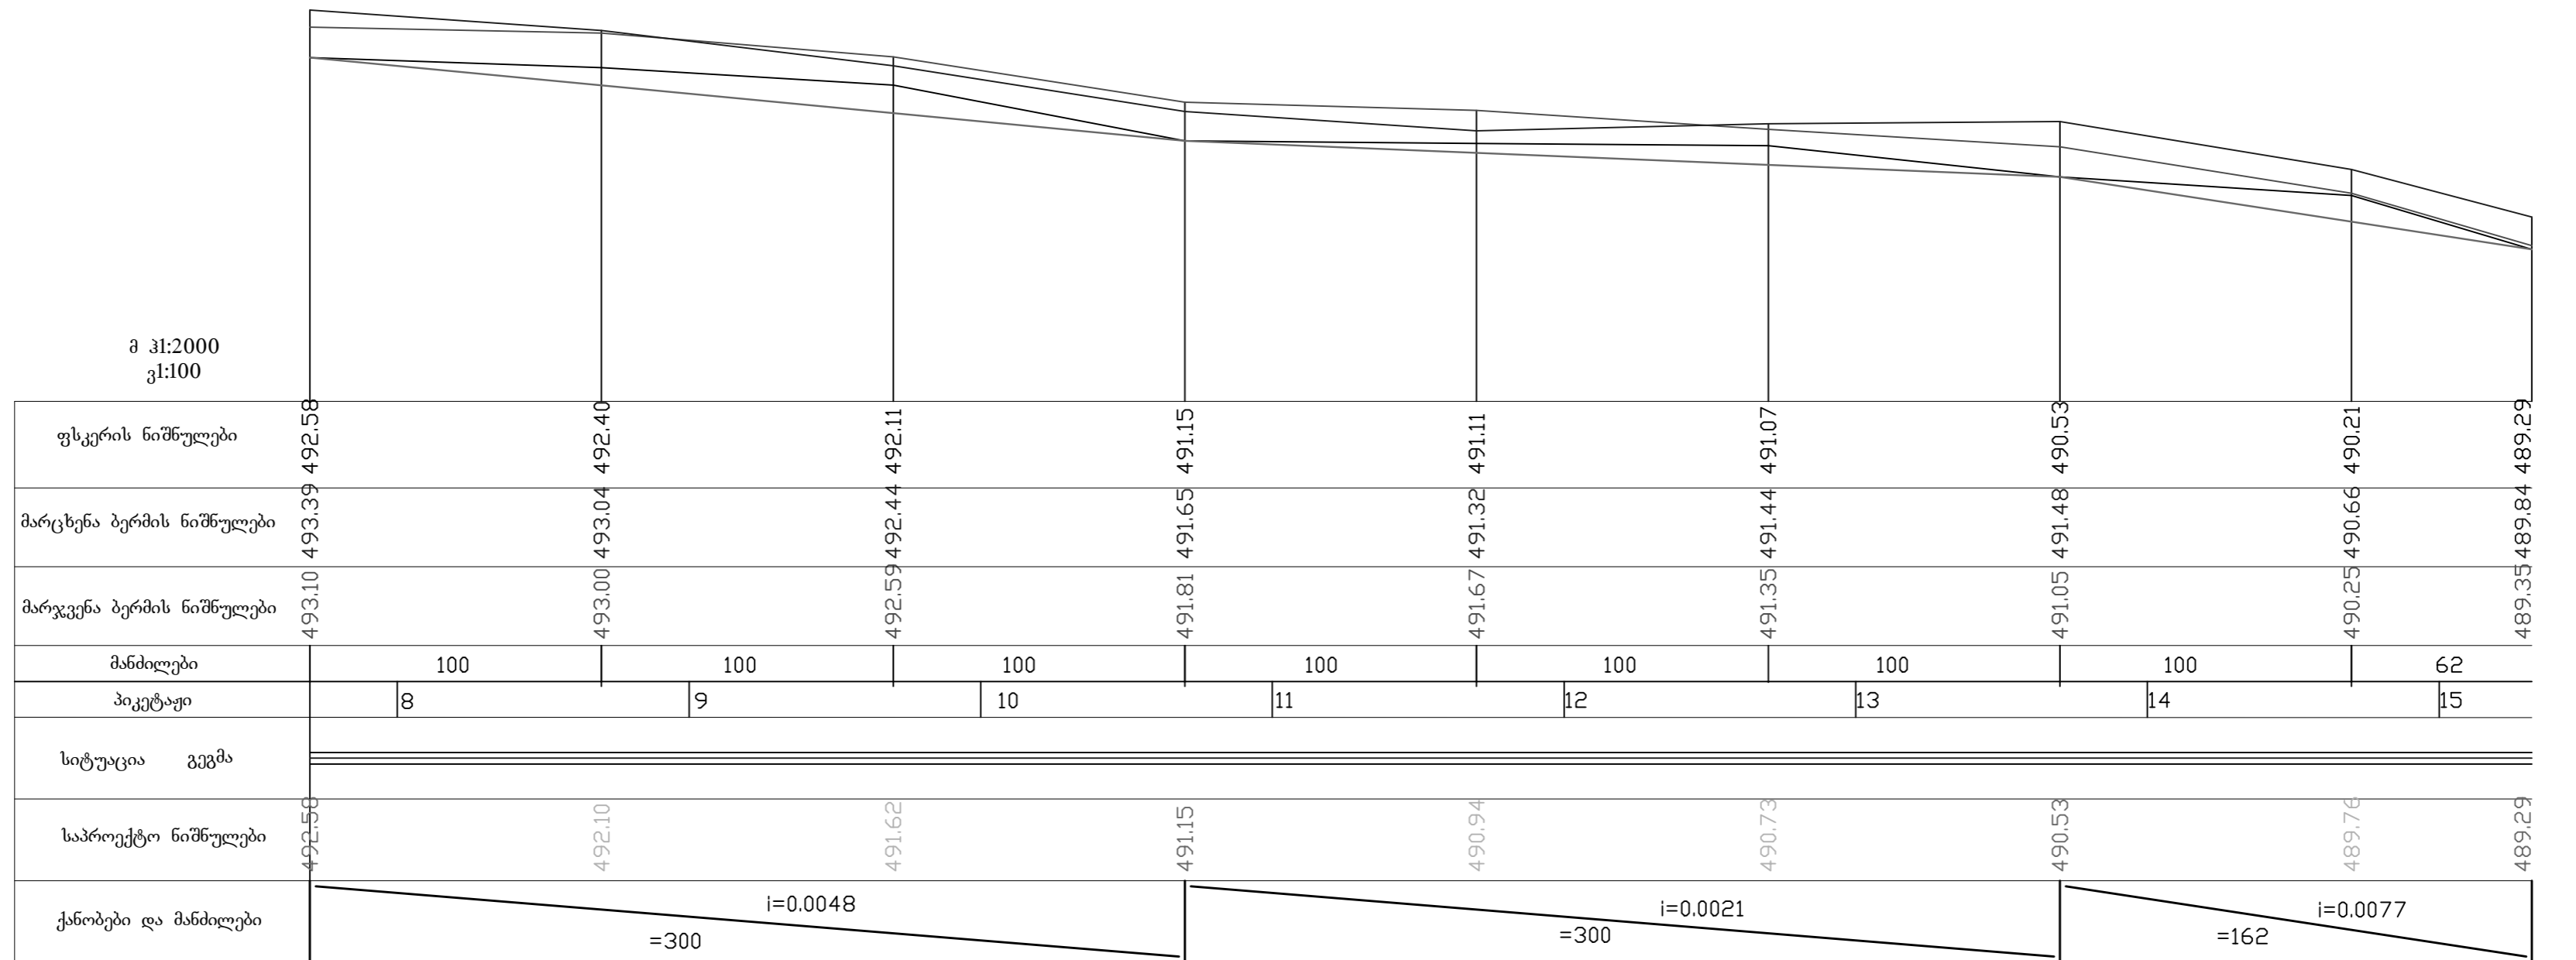 მ ჰ1:2000
ვ1:100
ფსკერის ნიშნულები 492.58 492.40 492.11 491.15 491.11 491.07 490.53 490.21 489.29
მარცხენა ბერმის ნიშნულები 493.39 493.04 492.44 491.65 491.32 491.44 491.48 490.66 489.84
მარჯვენა ბერმის ნიშნულები 493.10 493.00 492.59 491.81 491.67 491.35 491.05 490.25 489.35
მანძილები 100 100 100 100 100 100 100 62
პიკეტაჟი 8 9 10 11 12 13 14 15
სიტუაცია გეგმა
საპროექტო ნიშნულები 492.58 492.10 491.62 491.15 490.94 490.73 490.53 489.76 489.29
ქანობები და მანძილები i=0.0048 =300 i=0.0021 =300 i=0.0077 =162